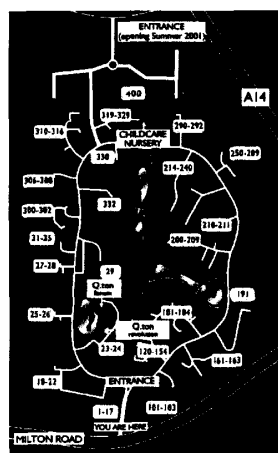 ENTRANCE
(opening Summer 2001)
400
A14
319-329
310-316
290-292
CHILDCARE
NURSERY
330
250-289
214-240
306-308
332
300-302
210-211
21-25
200-209
27-28
29
Q.ton
191
25-26
181-184
Q.ton
23-24
120-154
161-163
18-22
ENTRANCE
1-17
101-103
YOU ARE HERE
MILTON ROAD